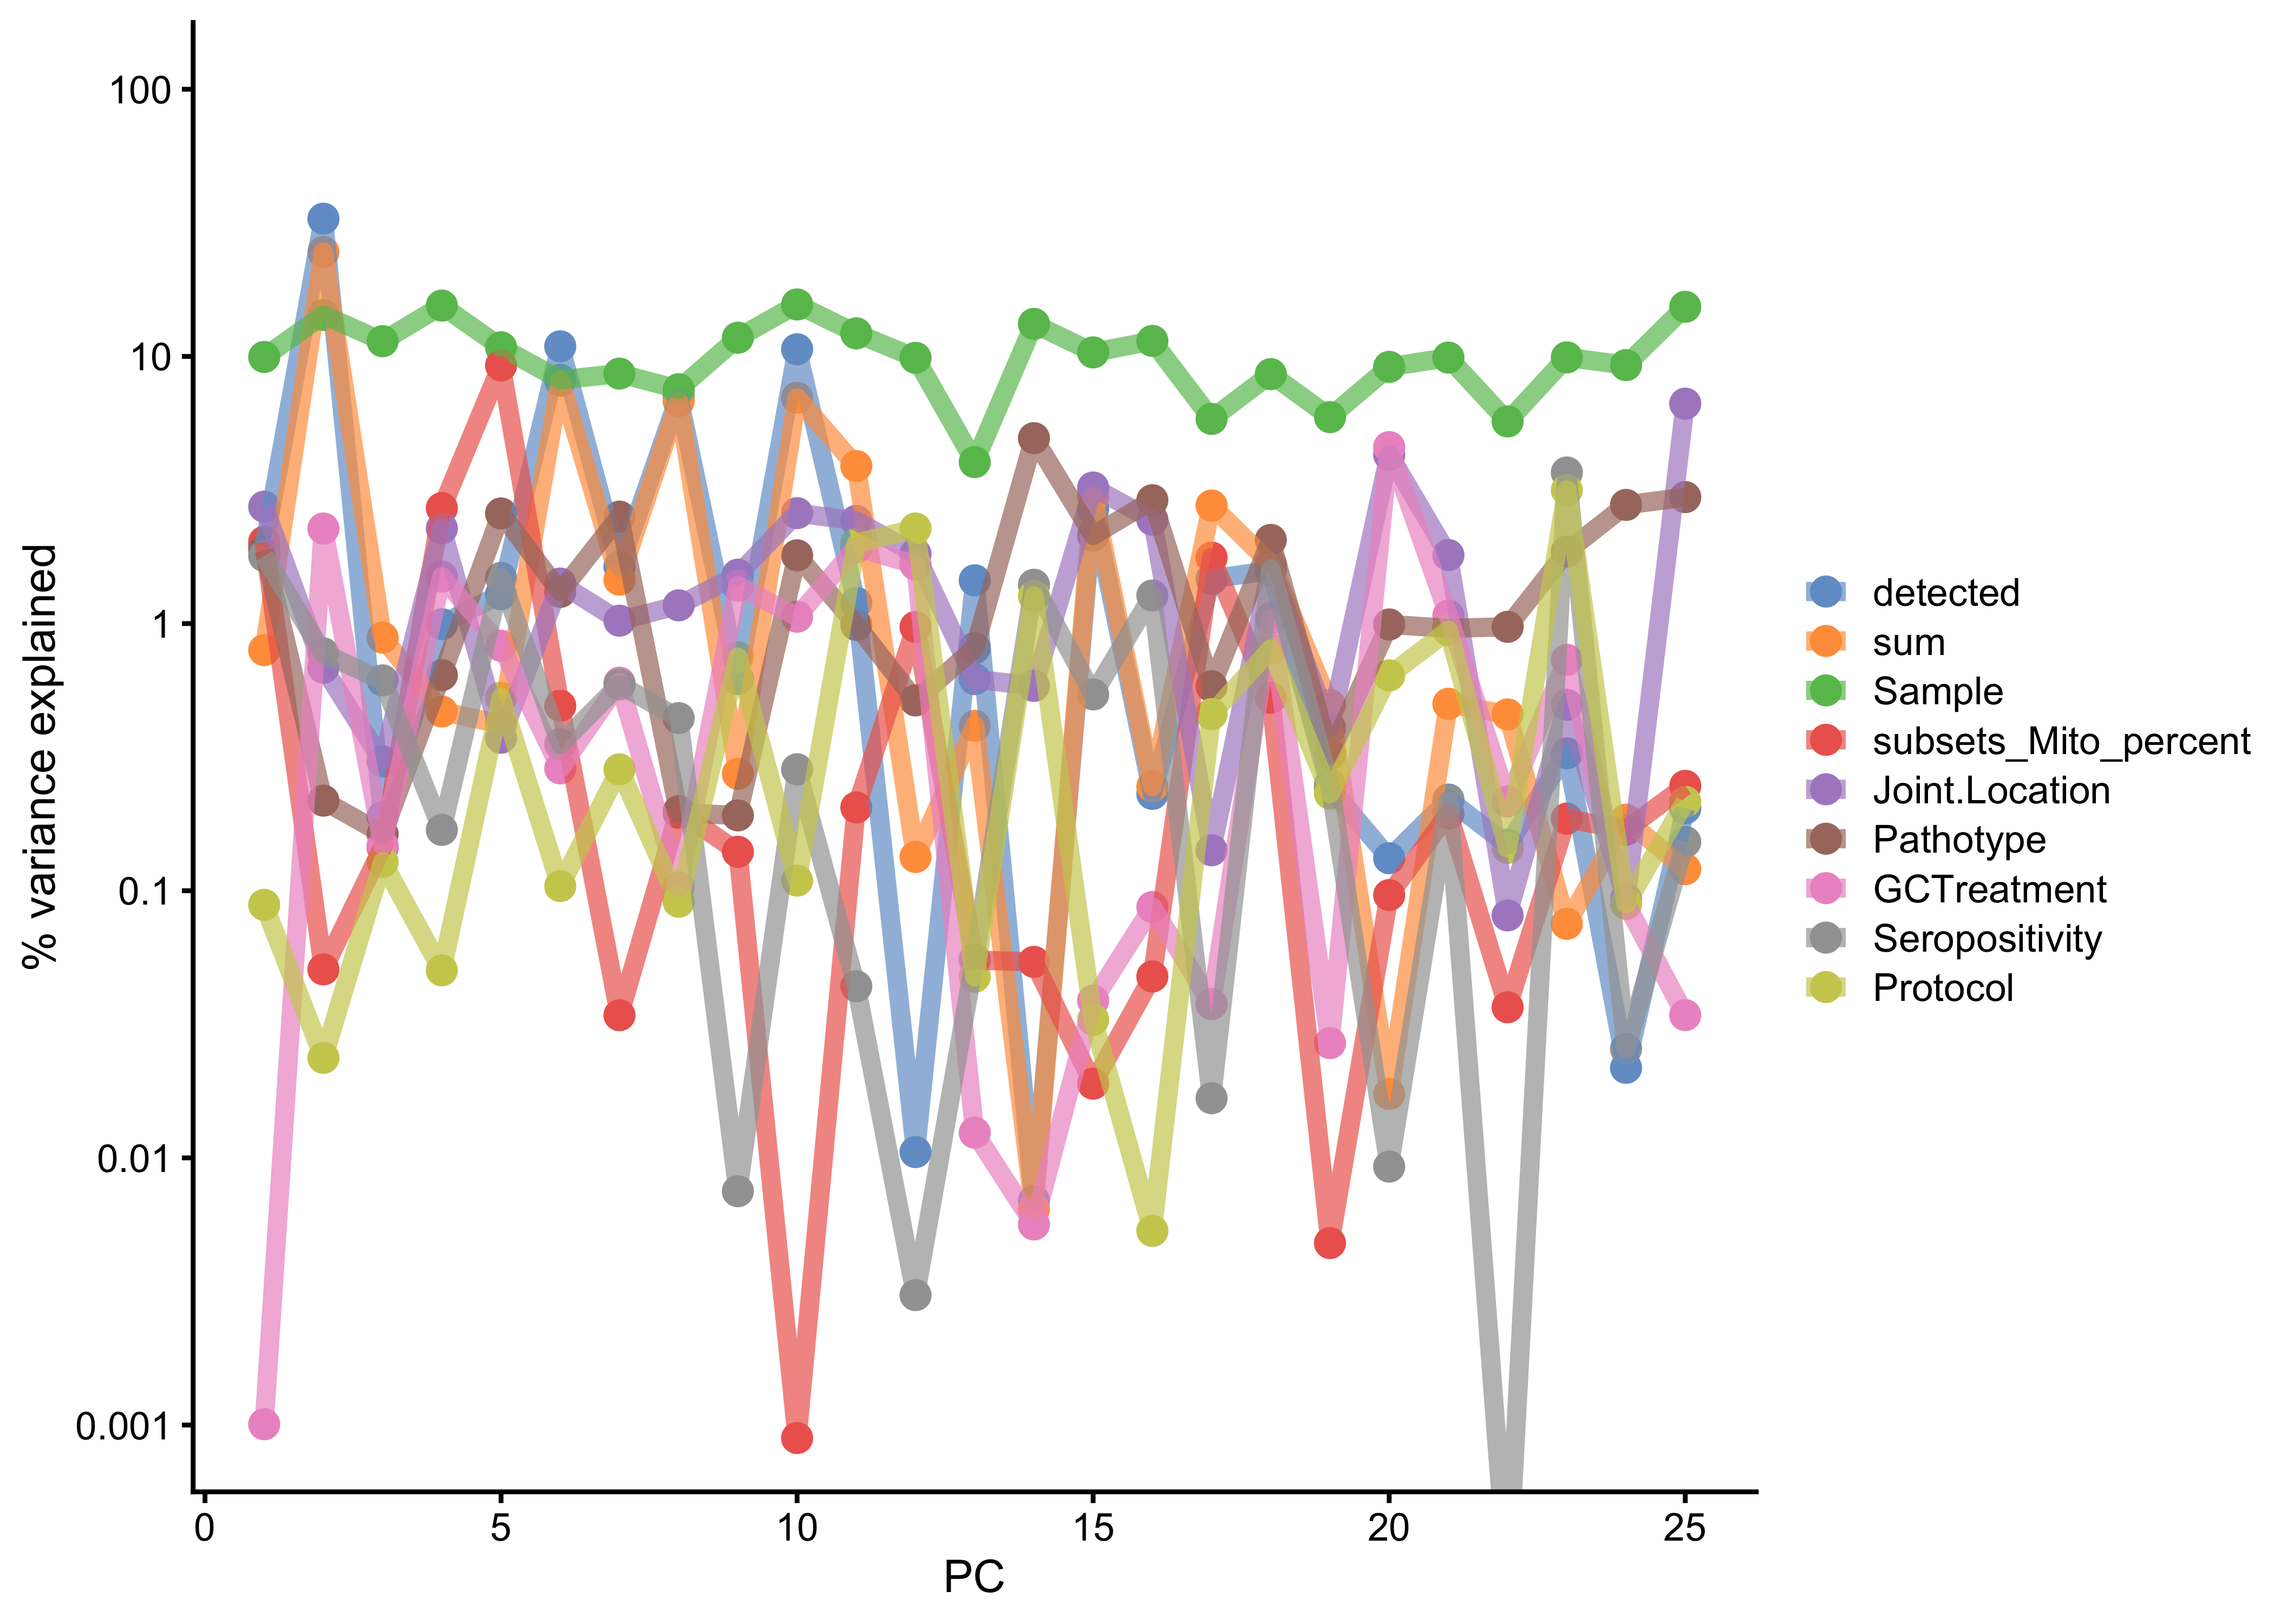 % variance explained
100
10
1
0.1
0.01
0.001
0 5 10 15 20 25
PC
detected
sum
Sample
subsets_Mito_percent
Joint.Location
Pathotype
GCTreatment
Seropositivity
Protocol